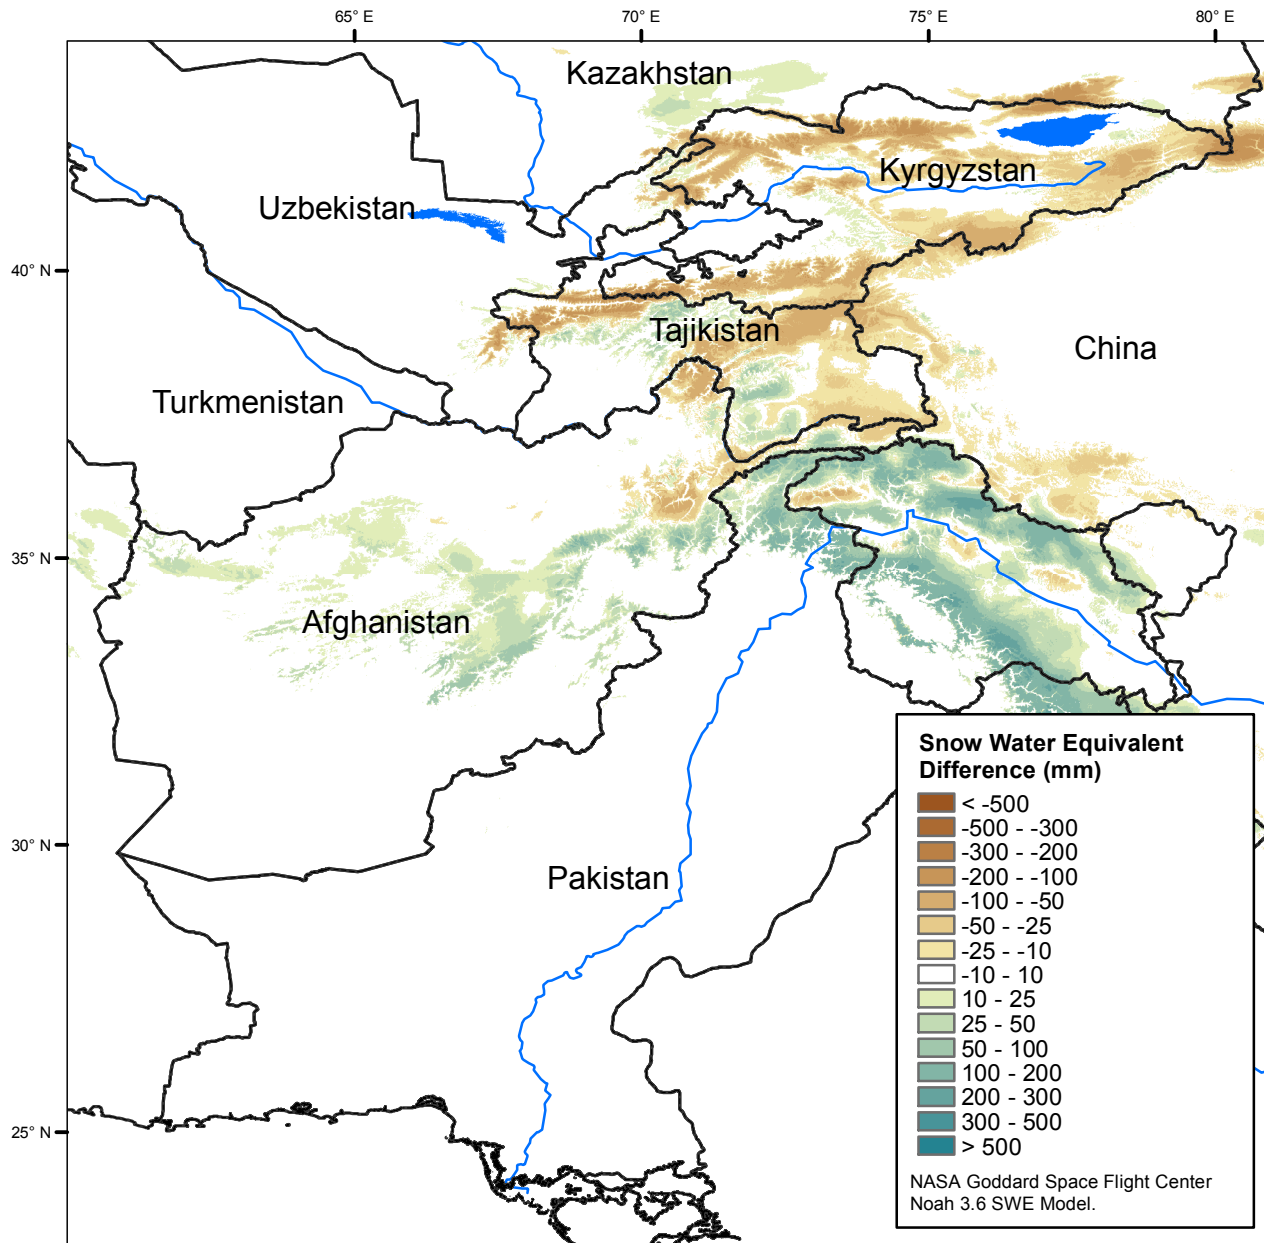 65° E
70° E
75° E
80° E
Kazakhstan
Kyrgyzstan
Uzbekistan
40° N
Tajikistan
China
Turkmenistan
35° N
Afghanistan
30° N
Pakistan
25° N
Snow Water Equivalent
Difference (mm)
< -500
-500 - -300
-300 - -200
-200 - -100
-100 - -50
-50 - -25
-25 - -10
-10 - 10
10 - 25
25 - 50
50 - 100
100 - 200
200 - 300
300 - 500
> 500
NASA Goddard Space Flight Center
Noah 3.6 SWE Model.